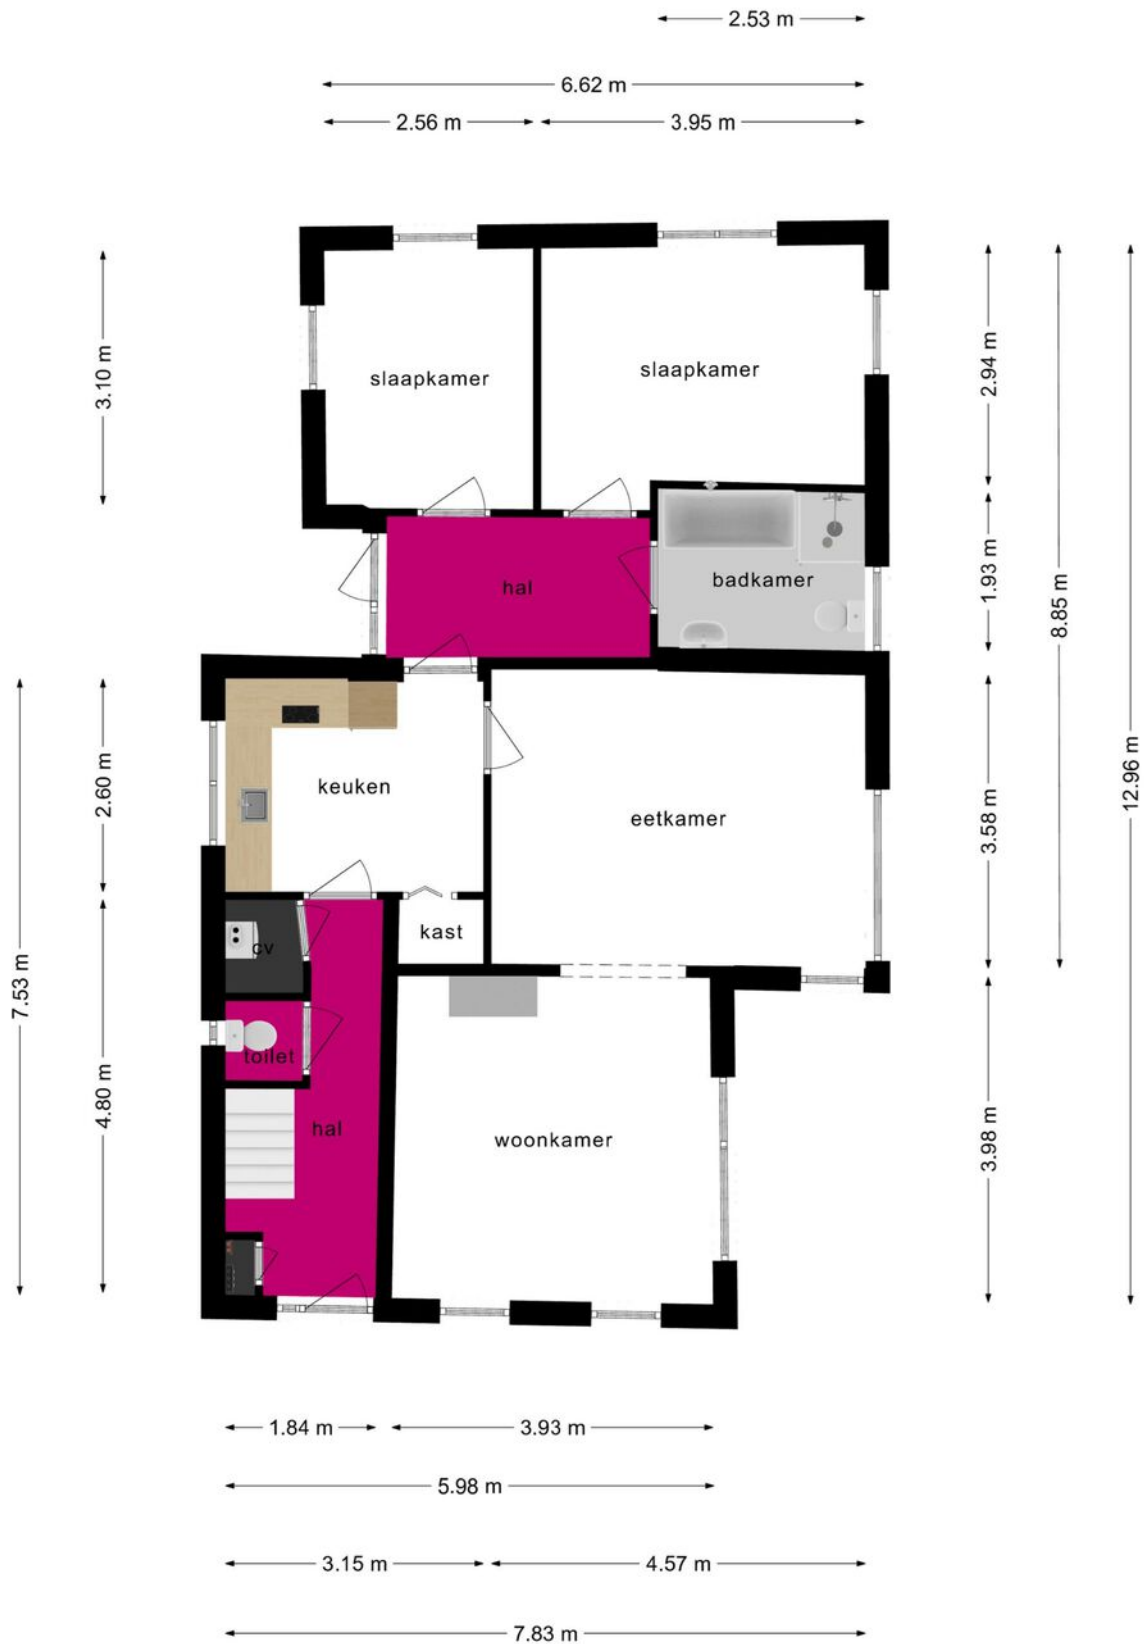 2.53 m
6.62 m
2.56 m
3.95 m
3.10 m
slaapkamer
slaapkamer
2.94 m
hal
badkamer
1.93 m
8.85 m
12.96 m
2.60 m
keuken
eetkamer
3.58 m
7.53 m
cv
kast
toilet
4.80 m
hal
woonkamer
3.98 m
1.84 m
3.93 m
5.98 m
3.15 m
4.57 m
7.83 m